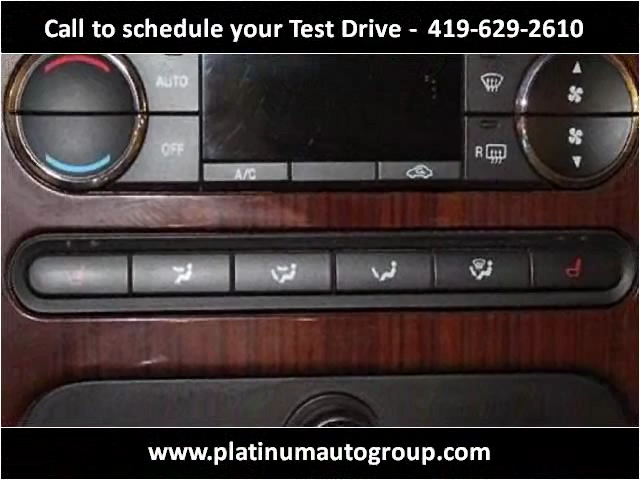 Call to schedule your Test Drive - 419-629-2610
AUTO
OFF
A/C
R
www.platinumautogroup.com